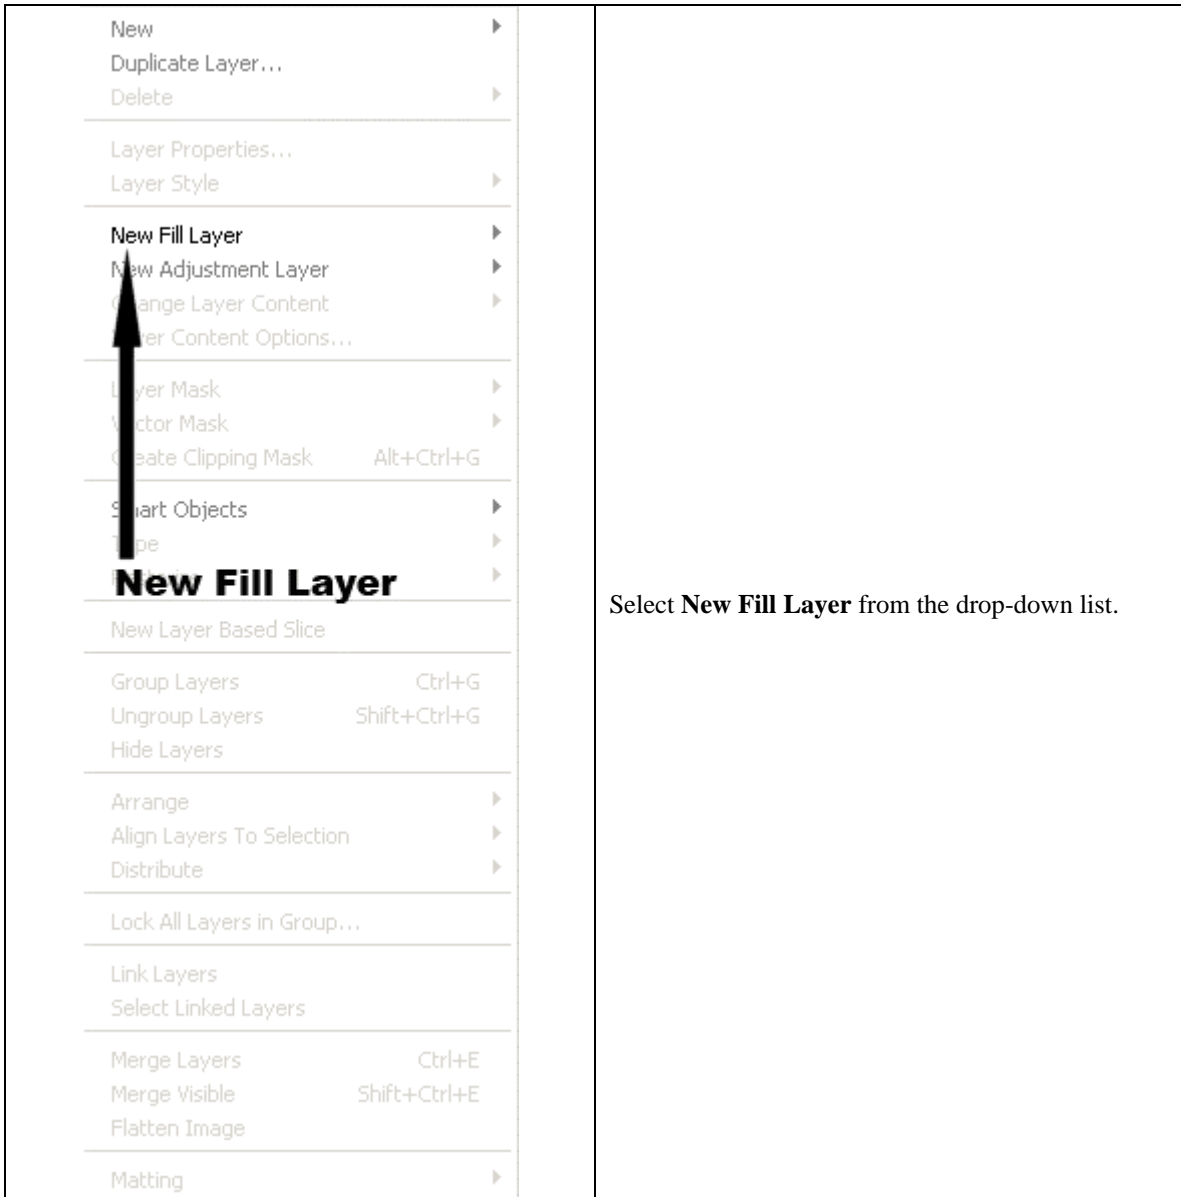 New
Duplicate Layer...
Delete
Layer Properties...
Layer Style
New Fill Layer
New Adjustment Layer
ange Layer Content
yer Content Options...
yer Mask
ctor Mask
eate Clipping Mask Alt+Ctrl+G
Smart Objects
pe
New Fill Layer
Select New Fill Layer from the drop-down list.
New Layer Based Slice
Group Layers Ctrl+G
Ungroup Layers Shift+Ctrl+G
Hide Layers
Arrange
Align Layers To Selection
Distribute
Lock All Layers in Group...
Link Layers
Select Linked Layers
Merge Layers Ctrl+E
Merge Visible Shift+Ctrl+E
Flatten Image
Matting